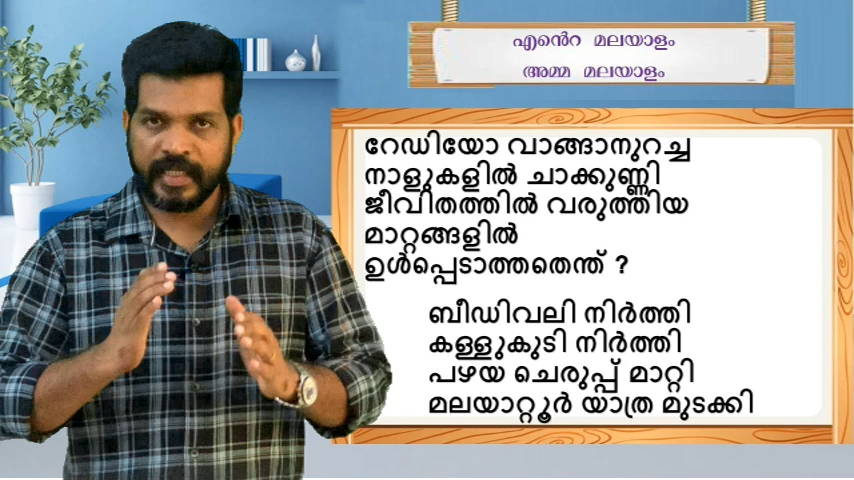 എന്റെ മലയാളം
അമ്മ മലയാളം
റേഡിയോ വാങ്ങാനുറച്ച
നാളുകളിൽ ചാക്കുണ്ണി
ജീവിതത്തിൽ വരുത്തിയ
മാറ്റങ്ങളിൽ
ഉൾപ്പെടാത്തതെന്ത് ?
ബീഡിവലി നിർത്തി
കള്ളുകുടി നിർത്തി
പഴയ ചെരുപ്പ് മാറ്റി
മലയാറ്റൂർ യാത്ര മുടക്കി